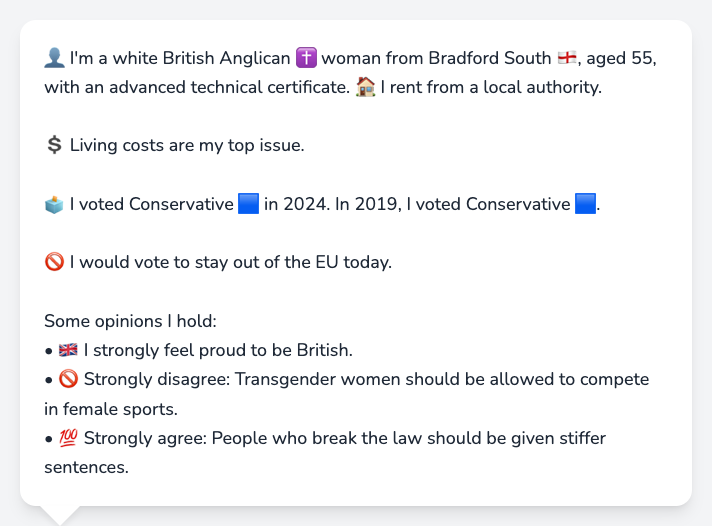 👤 I'm a white British Anglican ✝️ woman from Bradford South 🏴󠁧󠁢󠁥󠁮󠁧󠁿, aged 55,
with an advanced technical certificate. 🏠 I rent from a local authority.
💲 Living costs are my top issue.
🗳️ I voted Conservative 🟦 in 2024. In 2019, I voted Conservative 🟦.
🚫 I would vote to stay out of the EU today.
Some opinions I hold:
• 🇬🇧 I strongly feel proud to be British.
• 🚫 Strongly disagree: Transgender women should be allowed to compete
in female sports.
• 💯 Strongly agree: People who break the law should be given stiffer
sentences.